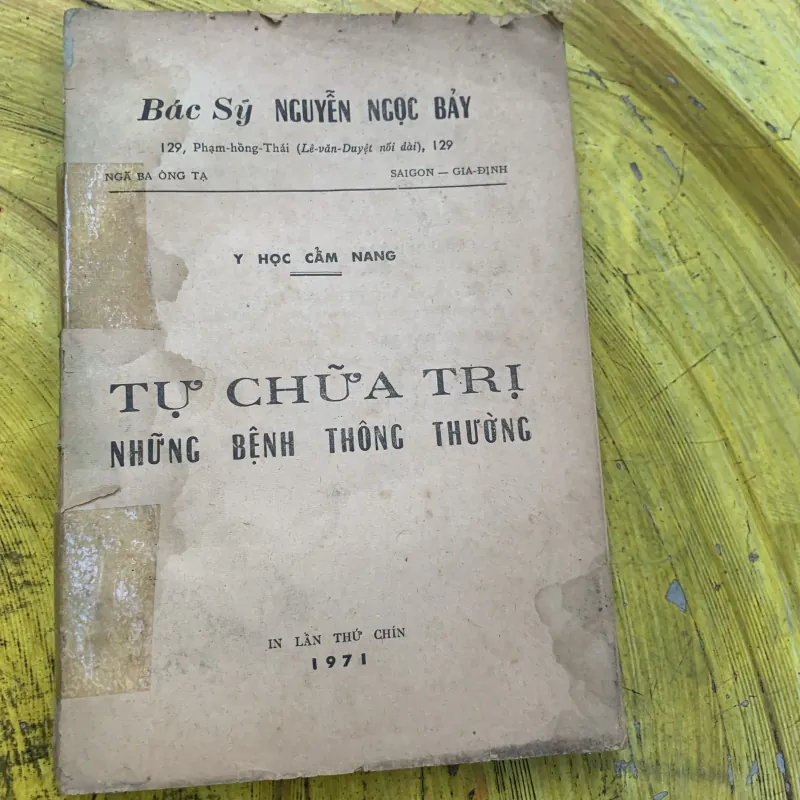 Bác Sỹ NGUYỄN NGỌC BẢY
129, Phạm-hồng-Thái (Lê-văn-Duyệt nối dài), 129
NGÃ BA ÔNG TẠ SAIGON — GIA-ĐỊNH
Y HỌC CẨM NANG
TỰ CHỮA TRỊ
NHỮNG BỆNH THÔNG THƯỜNG
IN LẦN THỨ CHÍN
1971